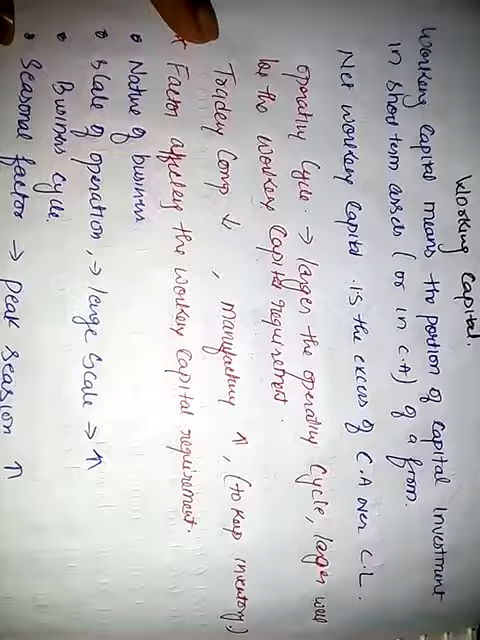 Working Capital.
Working Capital means the portion of capital investment
in short term assets (or in C.A) of a from.
Net working Capital is the excess of C.A over C.L.
Operating Cycle → larger the operating Cycle, larger will
be the working Capital requirement.
Trading Comp ↓ , manufacturing ↑ , (to keep inventory.)
* Factor affecting the working Capital requirement.
• Nature of business
• Scale of operation, → large scale → ↑
• Business cycle
• Seasonal factor → peak seassion ↑